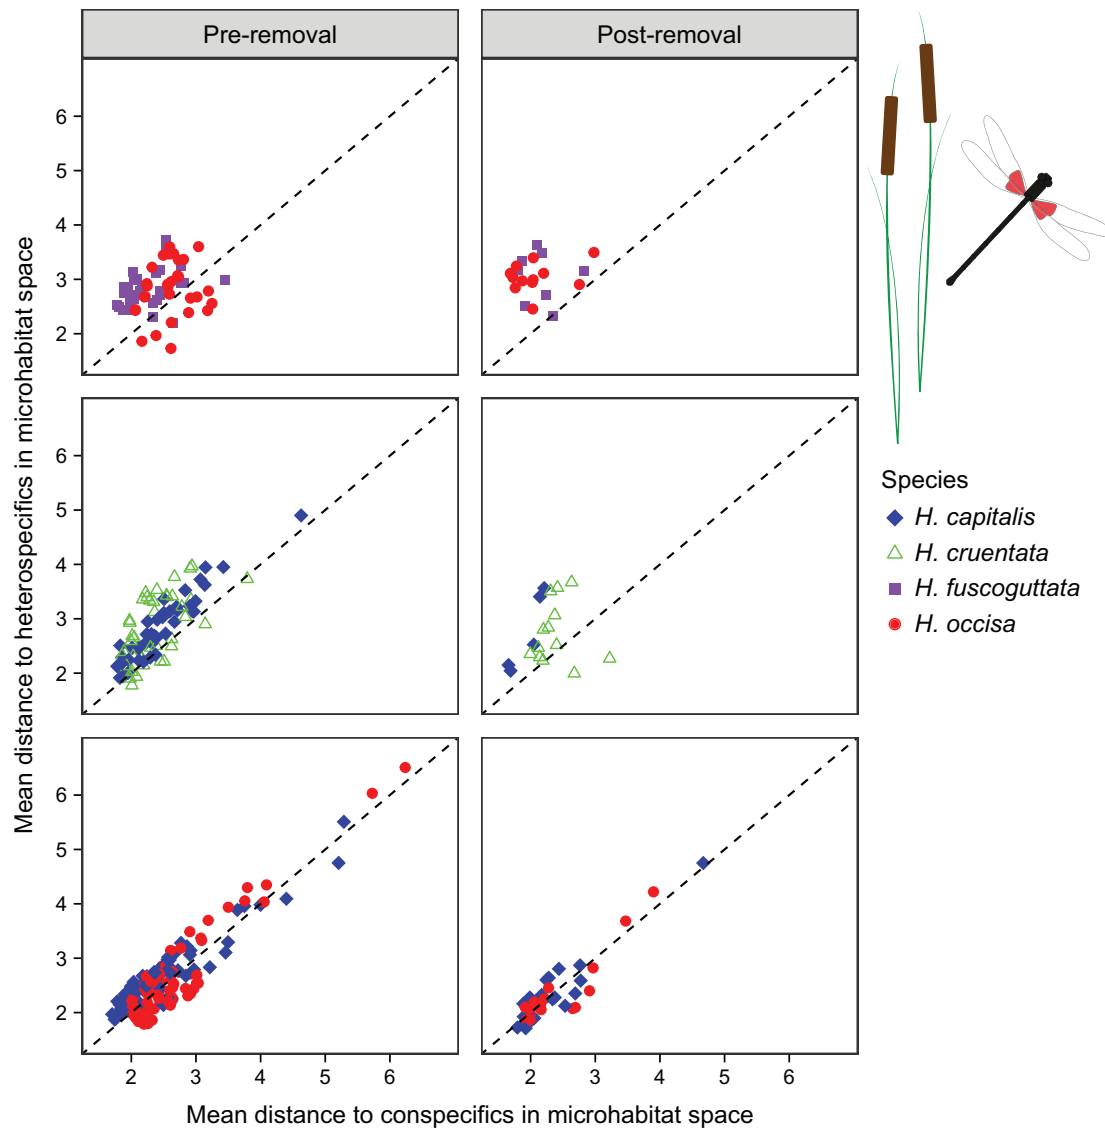 Pre-removal
Post-removal
Mean distance to heterospecifics in microhabitat space
6
5
4
3
2
6
5
4
3
2
6
5
4
3
2
2 3 4 5 6
2 3 4 5 6
Mean distance to conspecifics in microhabitat space
Species
H. capitalis
H. cruentata
H. fuscoguttata
H. occisa